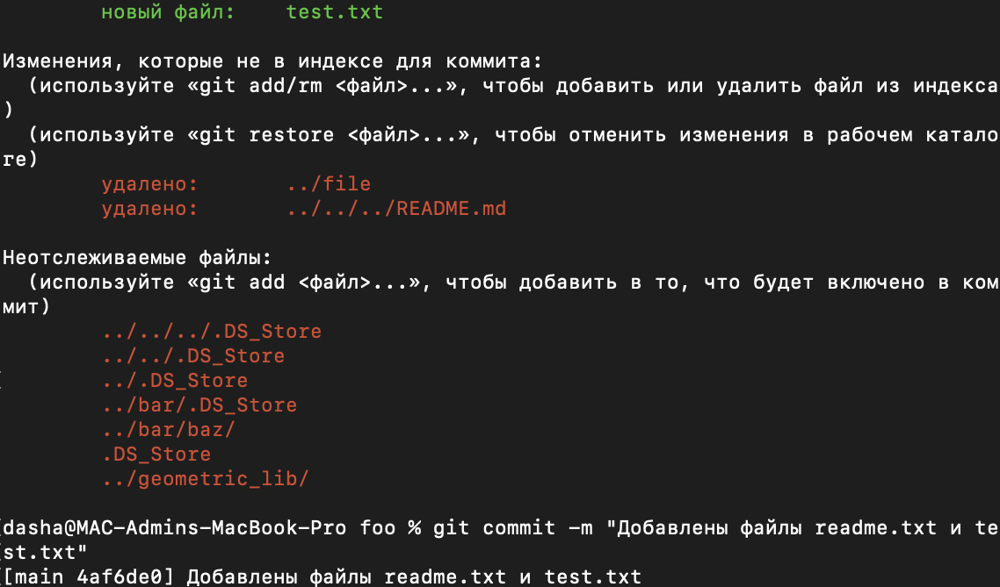 новый файл:    test.txt
Изменения, которые не в индексе для коммита:
(используйте «git add/rm <файл>...», чтобы добавить или удалить файл из индекса
)
(используйте «git restore <файл>...», чтобы отменить изменения в рабочем катало
ге)
удалено:       ../file
удалено:       ../../../README.md
Неотслеживаемые файлы:
(используйте «git add <файл>...», чтобы добавить в то, что будет включено в ком
мит)
../../../.DS_Store
../../.DS_Store
../.DS_Store
../bar/.DS_Store
../bar/baz/
.DS_Store
../geometric_lib/
dasha@MAC-Admins-MacBook-Pro foo % git commit -m "Добавлены файлы readme.txt и te
st.txt"
[main 4af6de0] Добавлены файлы readme.txt и test.txt